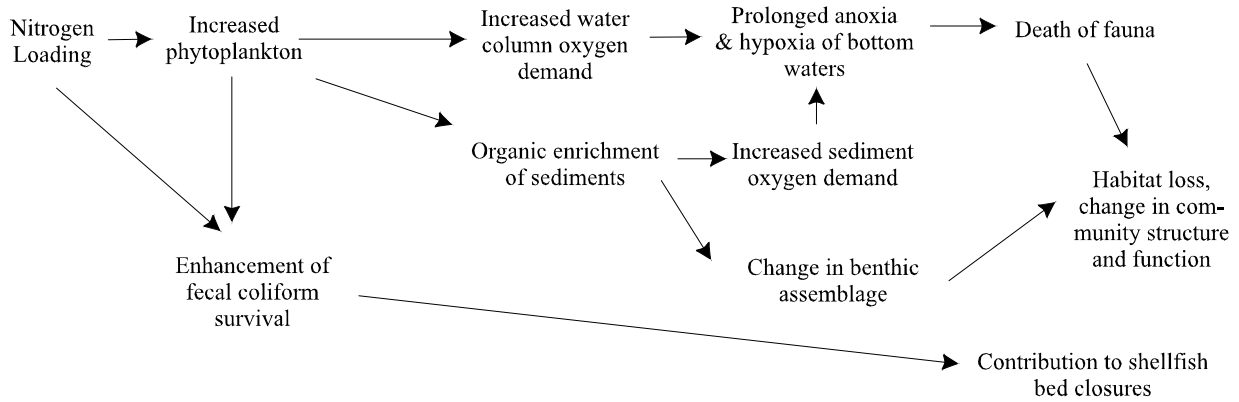 Nitrogen
Loading
Increased
phytoplankton
Increased water
column oxygen
demand
Prolonged anoxia
& hypoxia of bottom
waters
Death of fauna
Organic enrichment
of sediments
Increased sediment
oxygen demand
Habitat loss,
change in com-
munity structure
and function
Enhancement of
fecal coliform
survival
Change in benthic
assemblage
Contribution to shellfish
bed closures